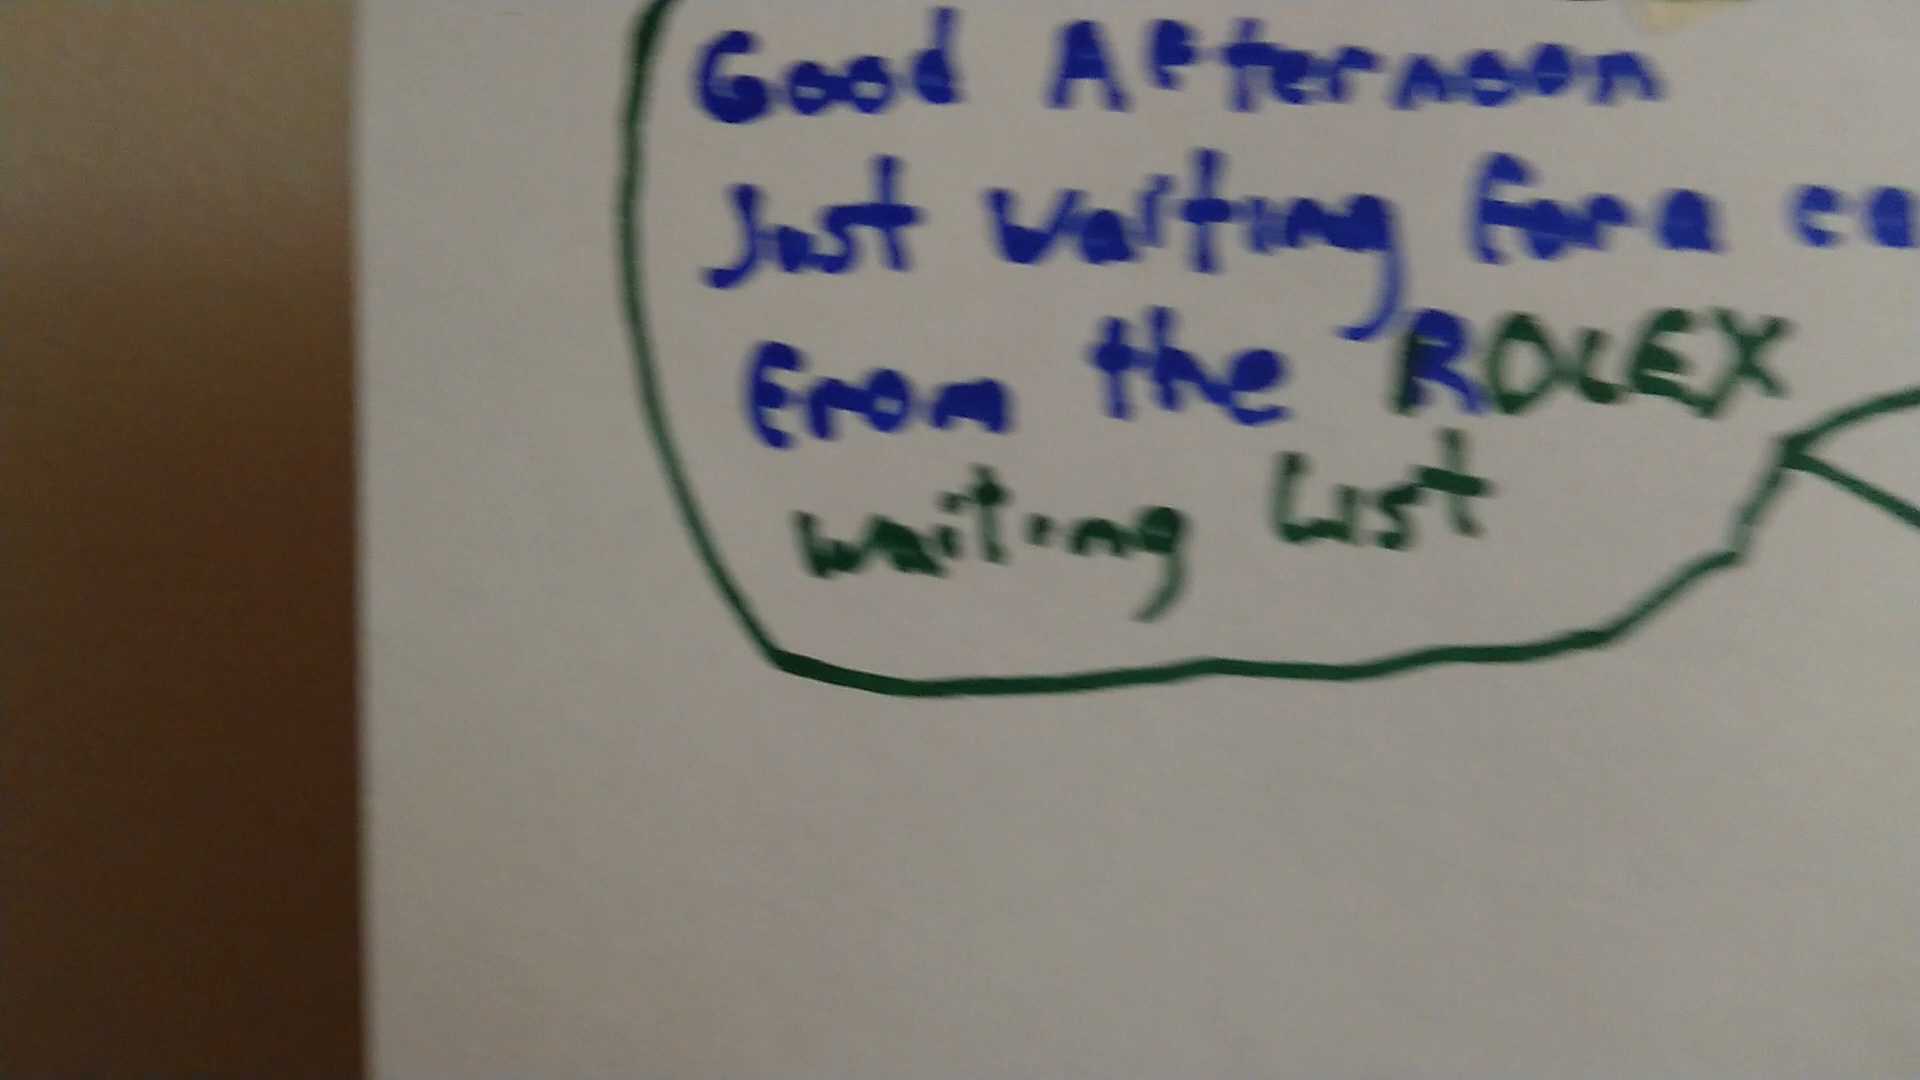 Good Afternoon
Just waiting for a
from the ROLEX
waiting list